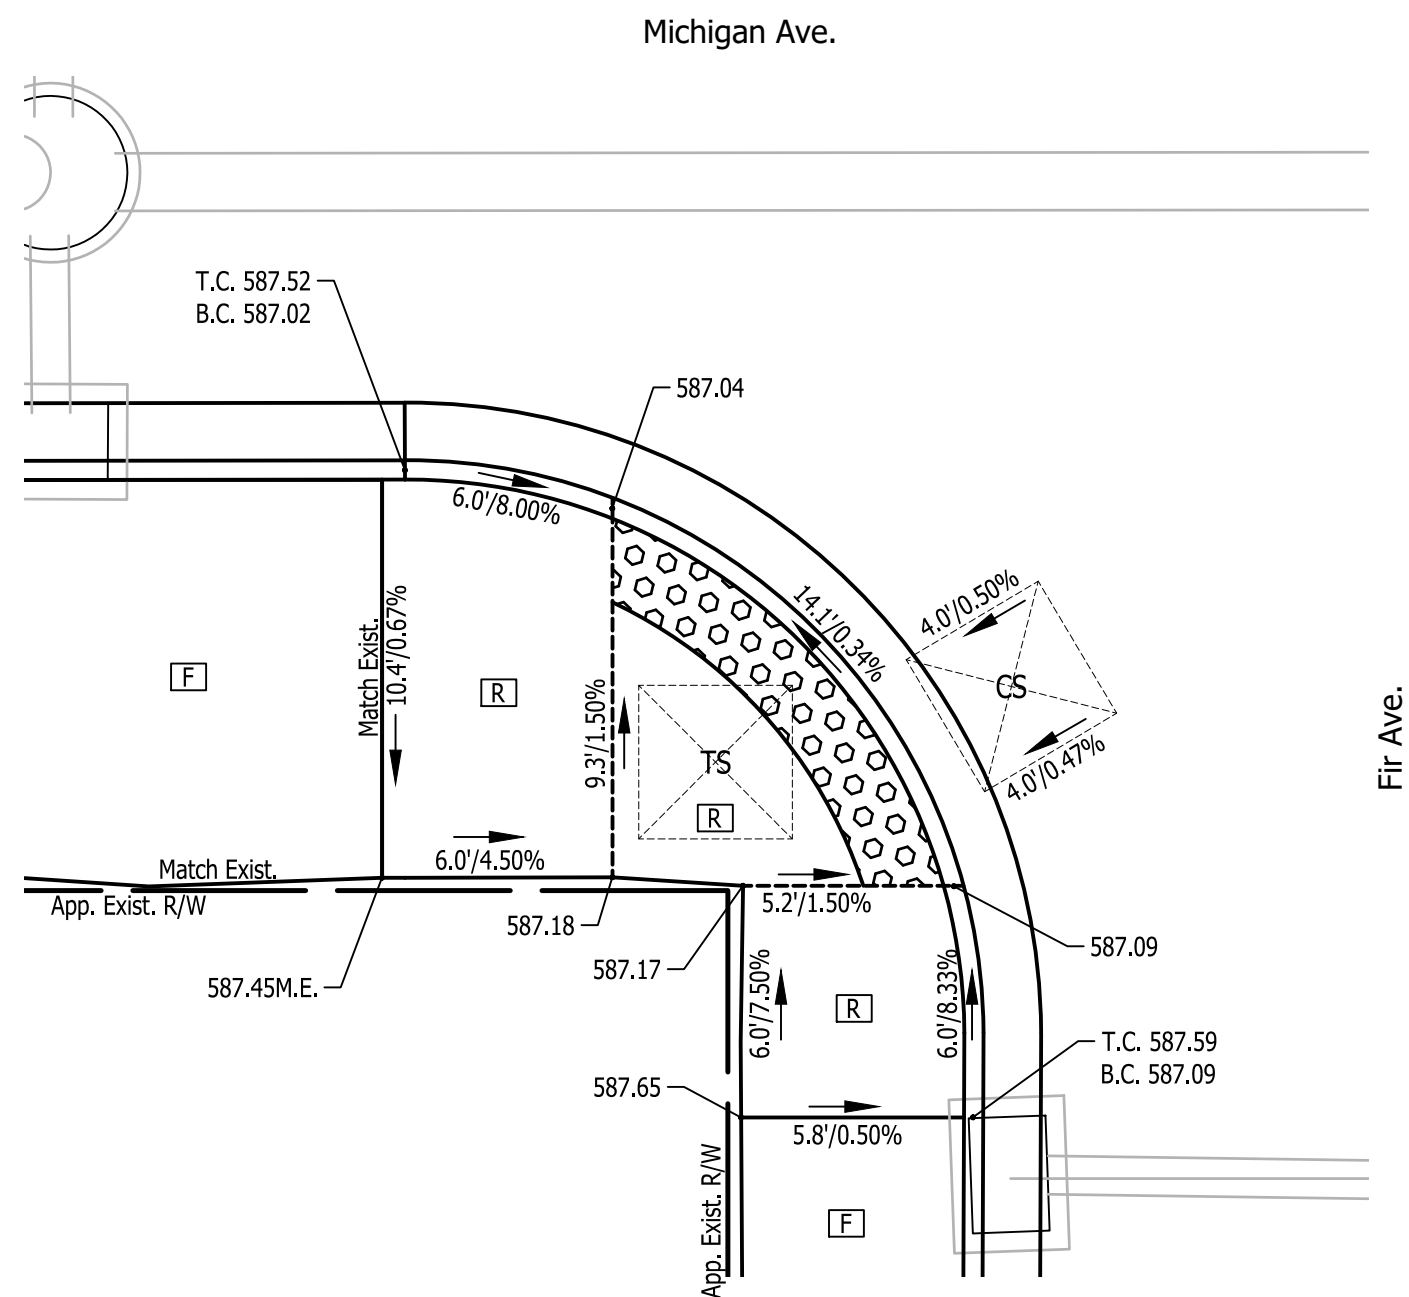 Michigan Ave.
T.C. 587.52
B.C. 587.02
587.04
6.0'/8.00%
14.1'/0.34%
4.0'/0.50%
CS
4.0'/0.47%
Fir Ave.
F
Match Exist.
10.4'/0.67%
R
9.3'/1.50%
TS
R
6.0'/4.50%
Match Exist.
App. Exist. R/W
5.2'/1.50%
587.18
587.17
587.09
587.45M.E.
6.0'/7.50%
R
6.0'/8.33%
T.C. 587.59
B.C. 587.09
587.65
5.8'/0.50%
App. Exist. R/W
F